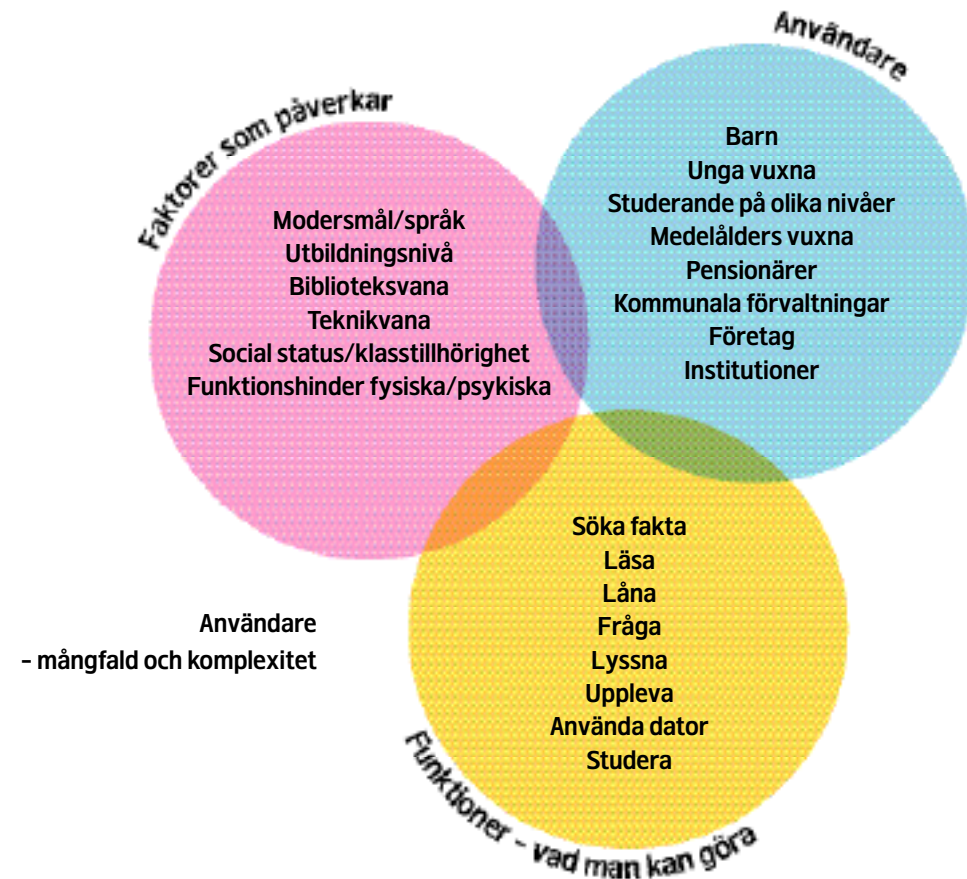 Användare
Barn
Unga vuxna
Studerande på olika nivåer
Medelålders vuxna
Pensionärer
Kommunala förvaltningar
Företag
Institutioner
Faktorer som påverkar
Modersmål/språk
Utbildningsnivå
Biblioteksvana
Teknikvana
Social status/klasstillhörighet
Funktionshinder fysiska/psykiska
Söka fakta
Läsa
Låna
Fråga
Lyssna
Uppleva
Använda dator
Studera
Funktioner - vad man kan göra
Användare
– mångfald och komplexitet